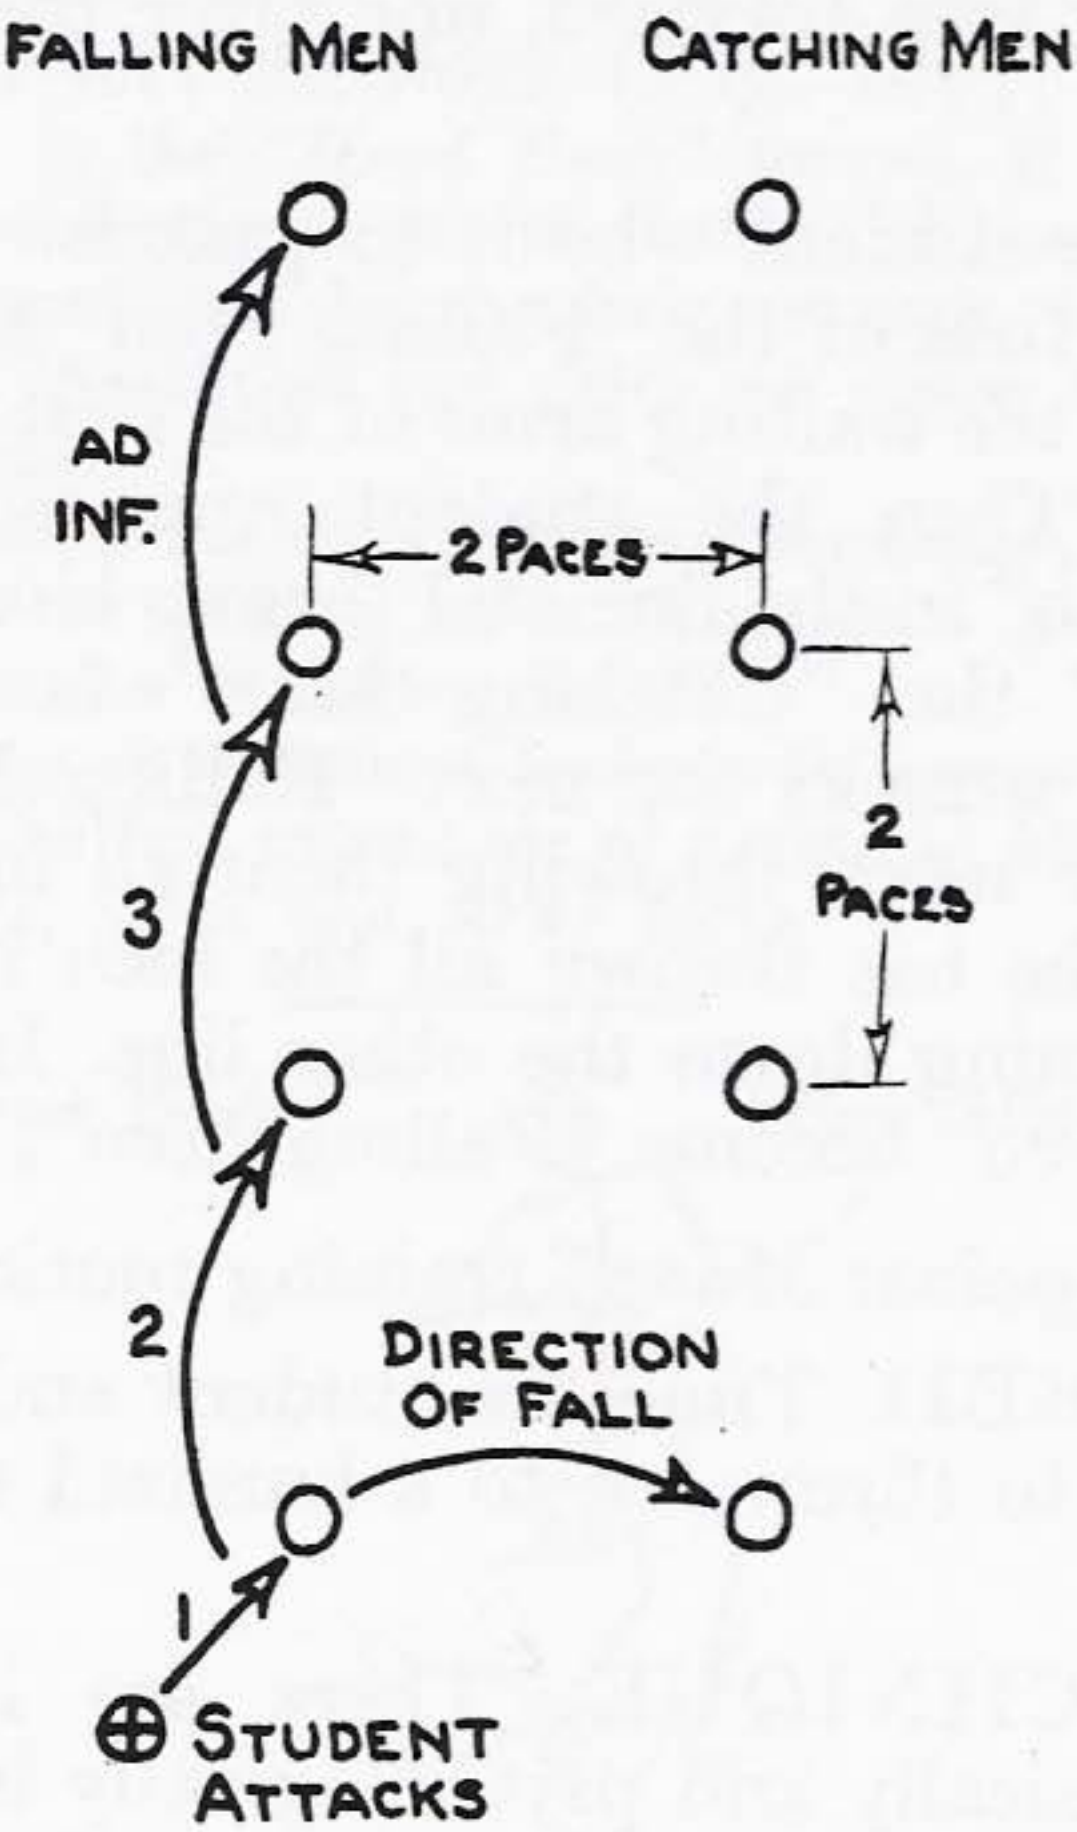 FALLING MEN
CATCHING MEN
AD
INF.
2 PACES
2
PACES
3
2
DIRECTION
OF FALL
1
STUDENT
ATTACKS